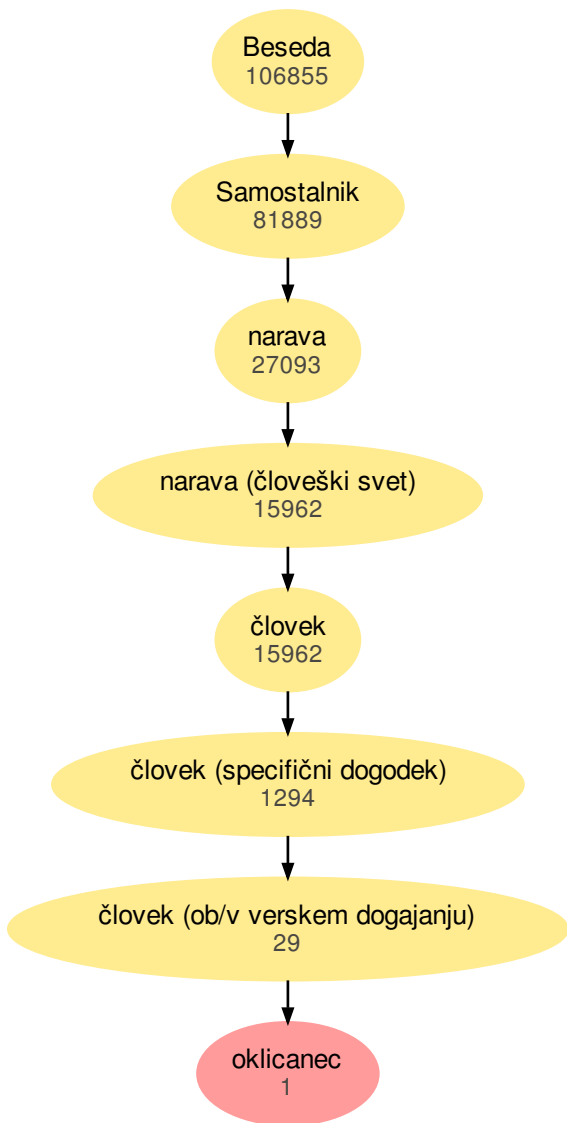 Beseda
106855
Samostalnik
81889
narava
27093
narava (človeški svet)
15962
človek
15962
človek (specifični dogodek)
1294
človek (ob/v verskem dogajanju)
29
oklicanec
1